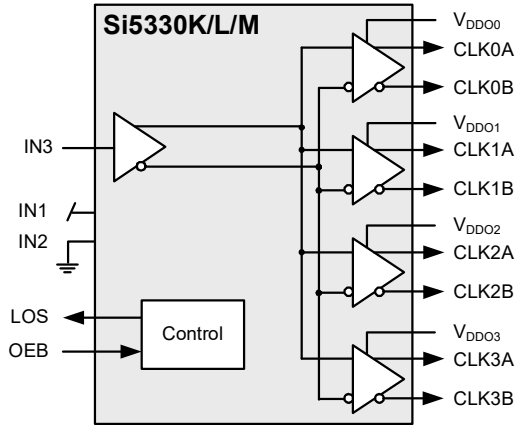 Si5330K/L/M
VDDO0
CLK0A
CLK0B
IN3
VDDO1
CLK1A
CLK1B
IN1
IN2
VDDO2
CLK2A
CLK2B
LOS
OEB
Control
VDDO3
CLK3A
CLK3B